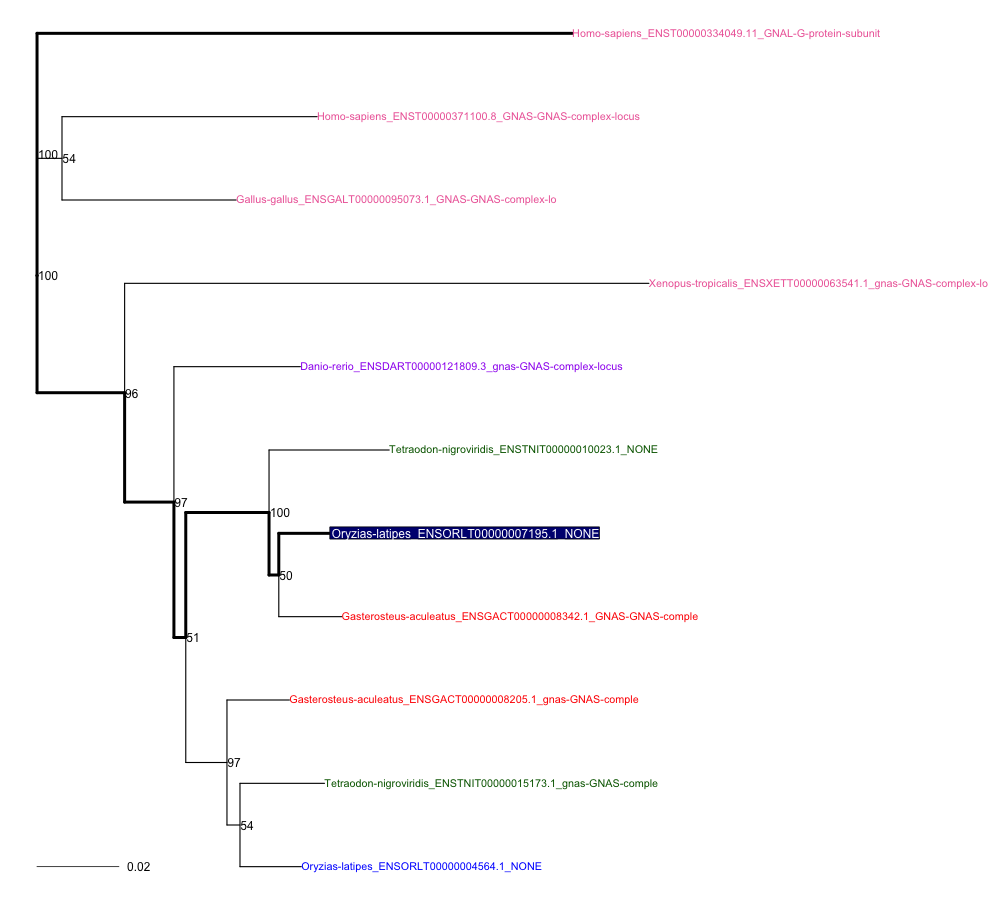 Homo-sapiens_ENST00000334049.11_GNAL-G-protein-subunit
Homo-sapiens_ENST00000371100.8_GNAS-GNAS-complex-locus
100
54
Gallus-gallus_ENSGALT00000095073.1_GNAS-GNAS-complex-lo
100
Xenopus-tropicalis_ENSXETT00000063541.1_gnas-GNAS-complex-lo
Danio-rerio_ENSDART00000121809.3_gnas-GNAS-complex-locus
96
Tetraodon-nigroviridis_ENSTNIT00000010023.1_NONE
97
100
Oryzias-latipes_ENSORLT00000007195.1_NONE
50
Gasterosteus-aculeatus_ENSGACT00000008342.1_GNAS-GNAS-comple
51
Gasterosteus-aculeatus_ENSGACT00000008205.1_gnas-GNAS-comple
97
Tetraodon-nigroviridis_ENSTNIT00000015173.1_gnas-GNAS-comple
54
Oryzias-latipes_ENSORLT00000004564.1_NONE
0.02